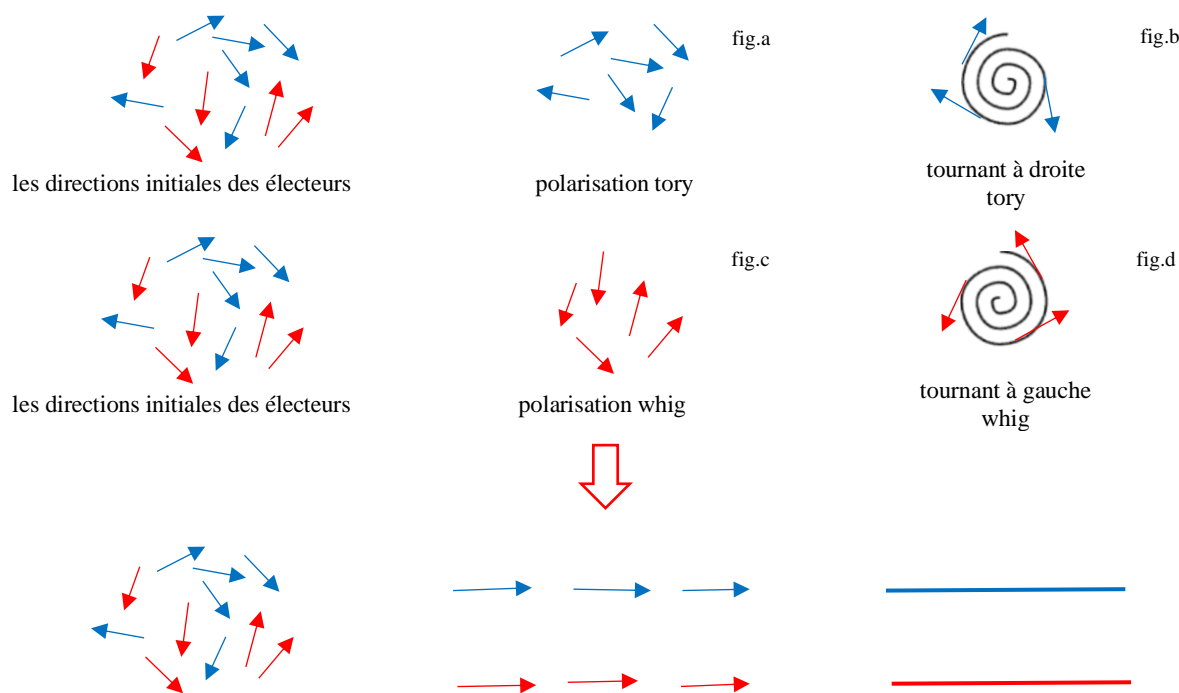 fig.a
fig.b
les directions initiales des électeurs
polarisation tory
tournant à droite
tory
fig.c
fig.d
les directions initiales des électeurs
polarisation whig
tournant à gauche
whig